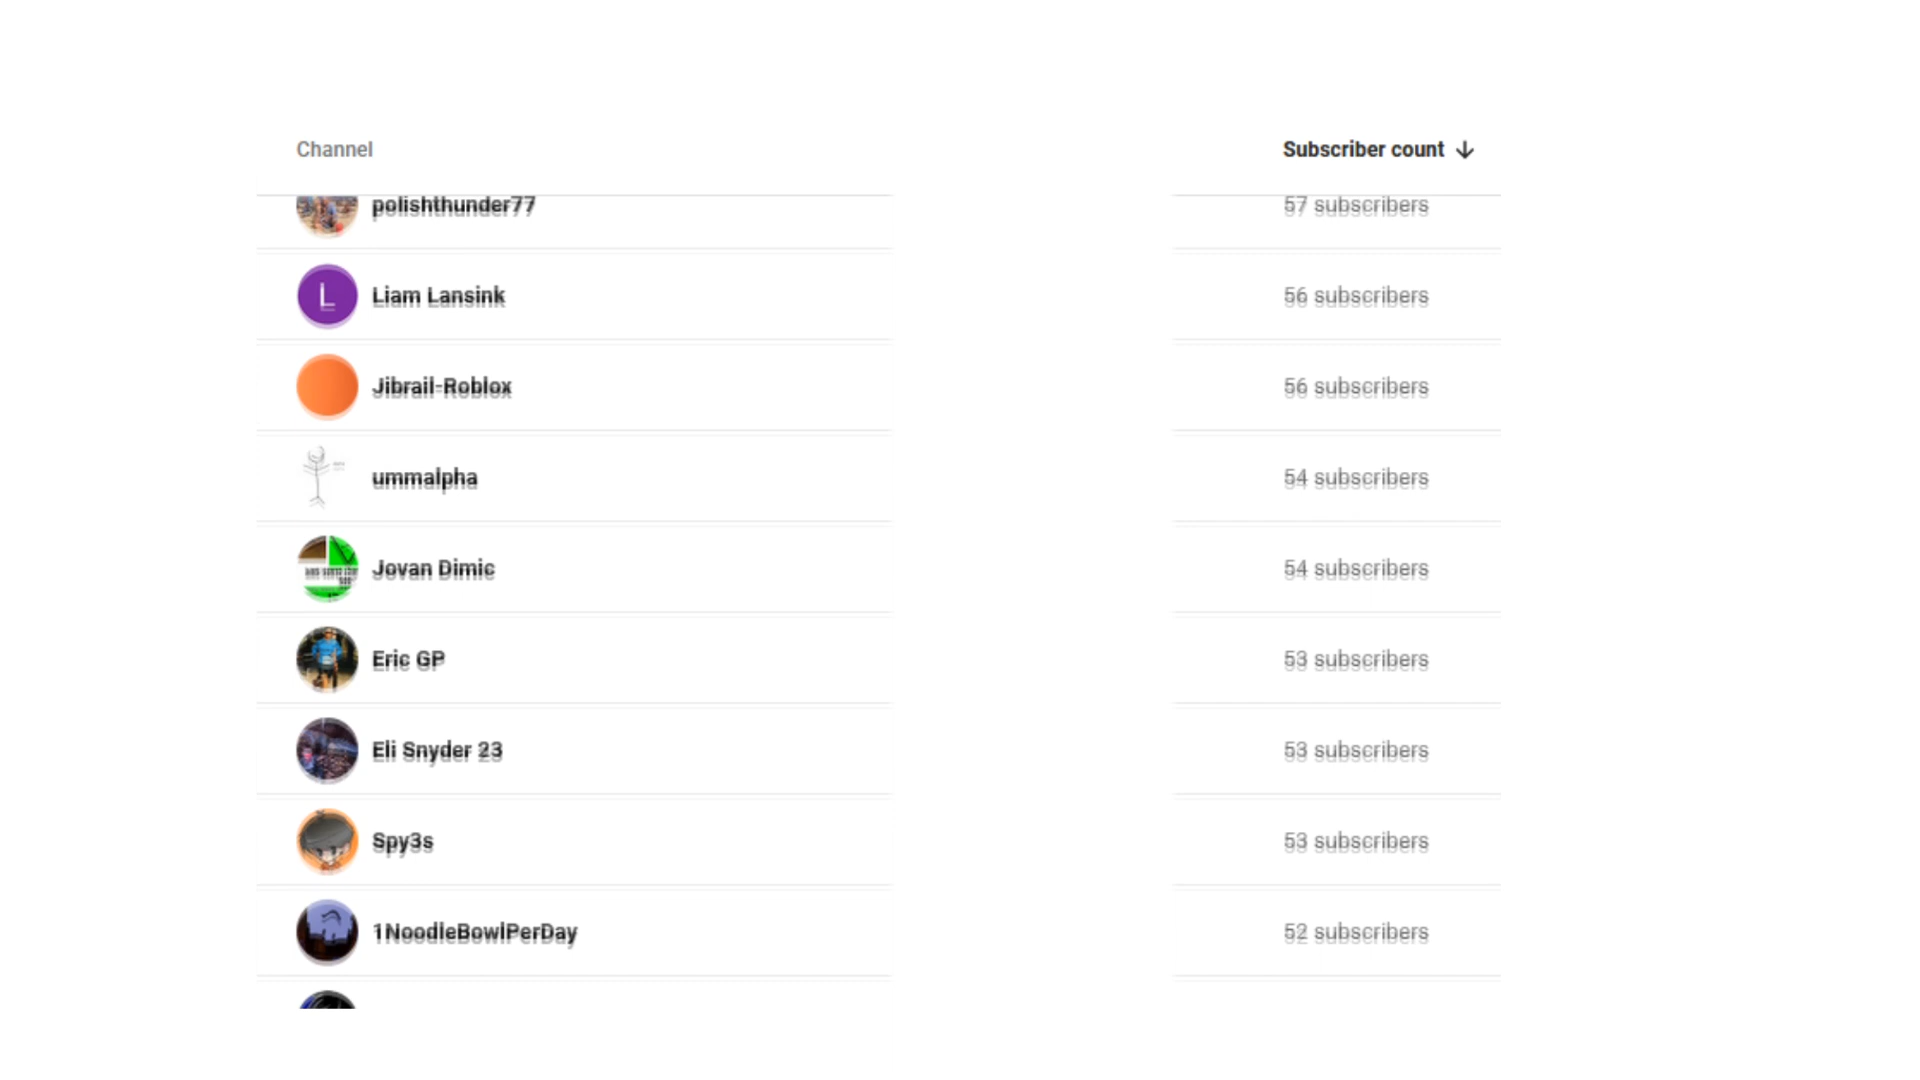 Channel Subscriber count
polishthunder77 57 subscribers
L Liam Lansink 56 subscribers
Jibrail-Roblox 56 subscribers
ummalpha 54 subscribers
Jovan Dimic 54 subscribers
Eric GP 53 subscribers
Eli Snyder 23 53 subscribers
Spy3s 53 subscribers
1NoodleBowlPerDay 52 subscribers